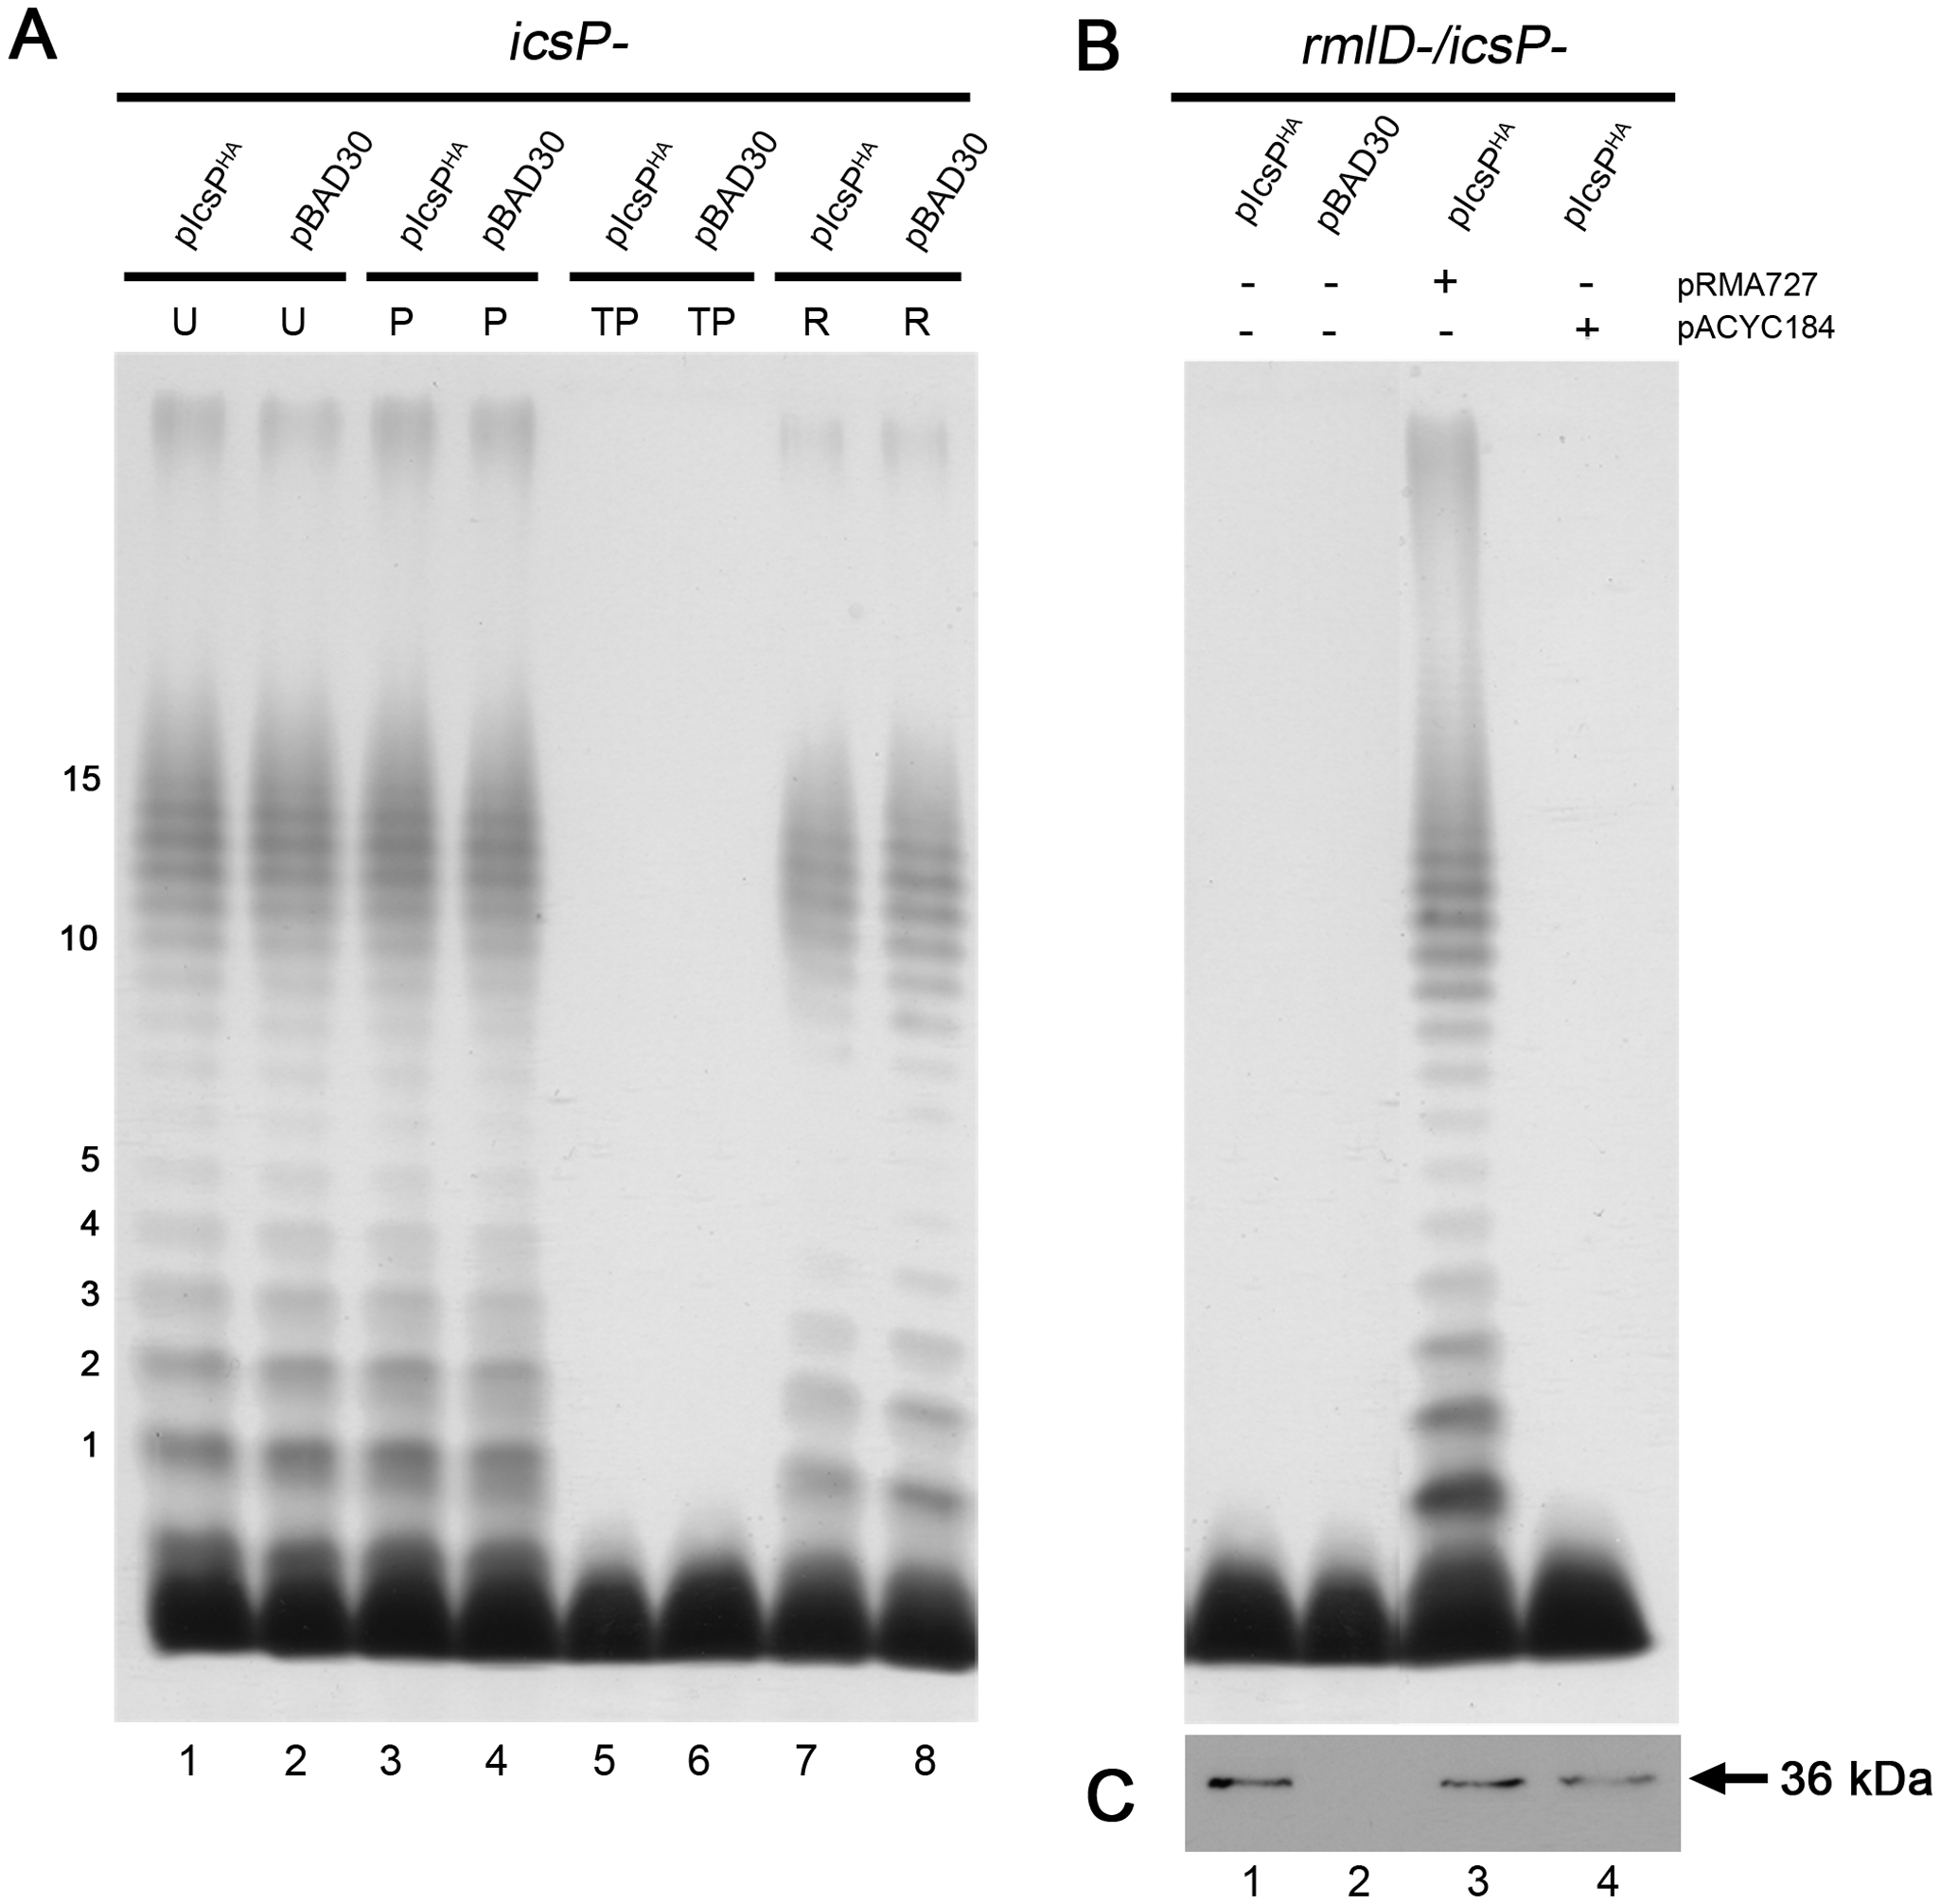 A
icsP-
pIcsPHA pBAD30 pIcsPHA pBAD30 pIcsPHA pBAD30 pIcsPHA pBAD30
U U P P TP TP R R
15
10
5
4
3
2
1
1 2 3 4 5 6 7 8
B
rmlD-/icsP-
pIcsPHA pBAD30 pIcsPHA pIcsPHA
- - + - pRMA727
- - - + pACYC184
C
36 kDa
1 2 3 4